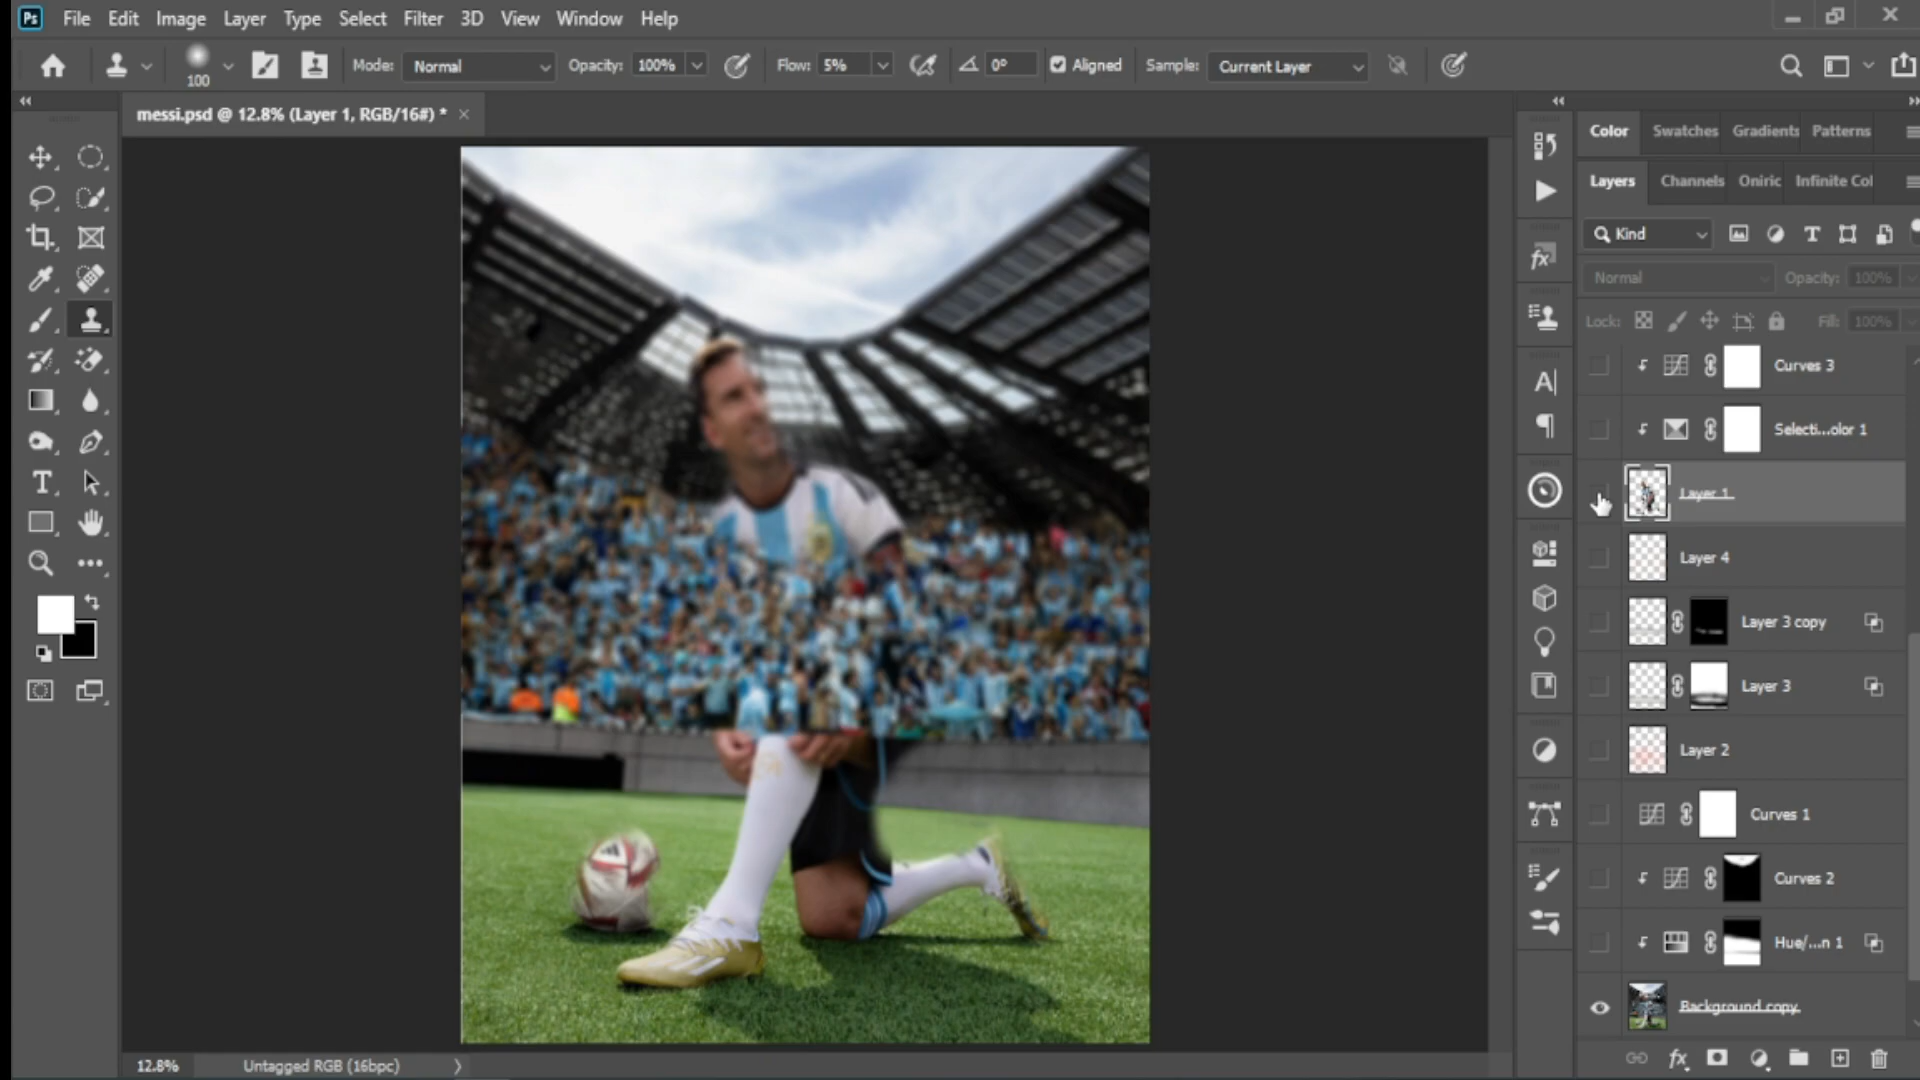 Ps File Edit Image Layer Type Select Filter 3D View Window Help
100 Mode: Normal Opacity: 100% Flow: 5% 0° Aligned Sample: Current Layer
messi.psd @ 12.8% (Layer 1, RGB/16#) * ×
Color Swatches Gradients Patterns
Layers Channels Oniric Infinite Col
Kind
Normal Opacity: 100%
Lock: Fill: 100%
Curves 3
Selecti...olor 1
Layer 1
Layer 4
Layer 3 copy
Layer 3
Layer 2
Curves 1
Curves 2
Hue/...n 1
Background copy
12.8% Untagged RGB (16bpc)